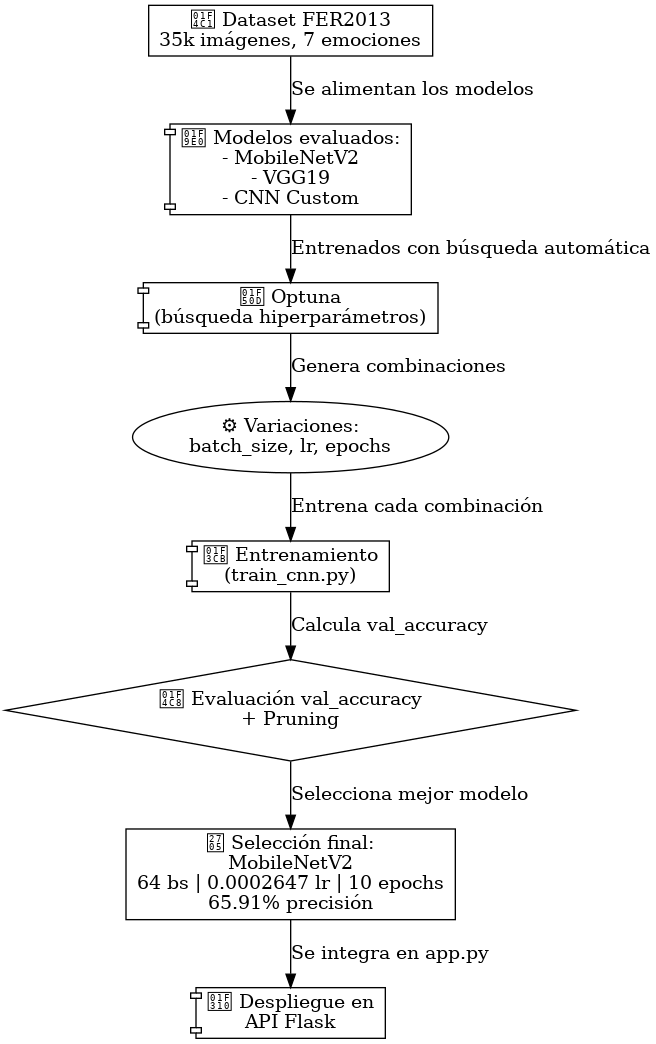 📁 Dataset FER2013
35k imágenes, 7 emociones
Se alimentan los modelos
🧠 Modelos evaluados:
- MobileNetV2
- VGG19
- CNN Custom
Entrenados con búsqueda automática
🔍 Optuna
(búsqueda hiperparámetros)
Genera combinaciones
⚙ Variaciones:
batch_size, lr, epochs
Entrena cada combinación
🏋 Entrenamiento
(train_cnn.py)
Calcula val_accuracy
📈 Evaluación val_accuracy
+ Pruning
Selecciona mejor modelo
✅ Selección final:
MobileNetV2
64 bs | 0.0002647 lr | 10 epochs
65.91% precisión
Se integra en app.py
🌐 Despliegue en
API Flask